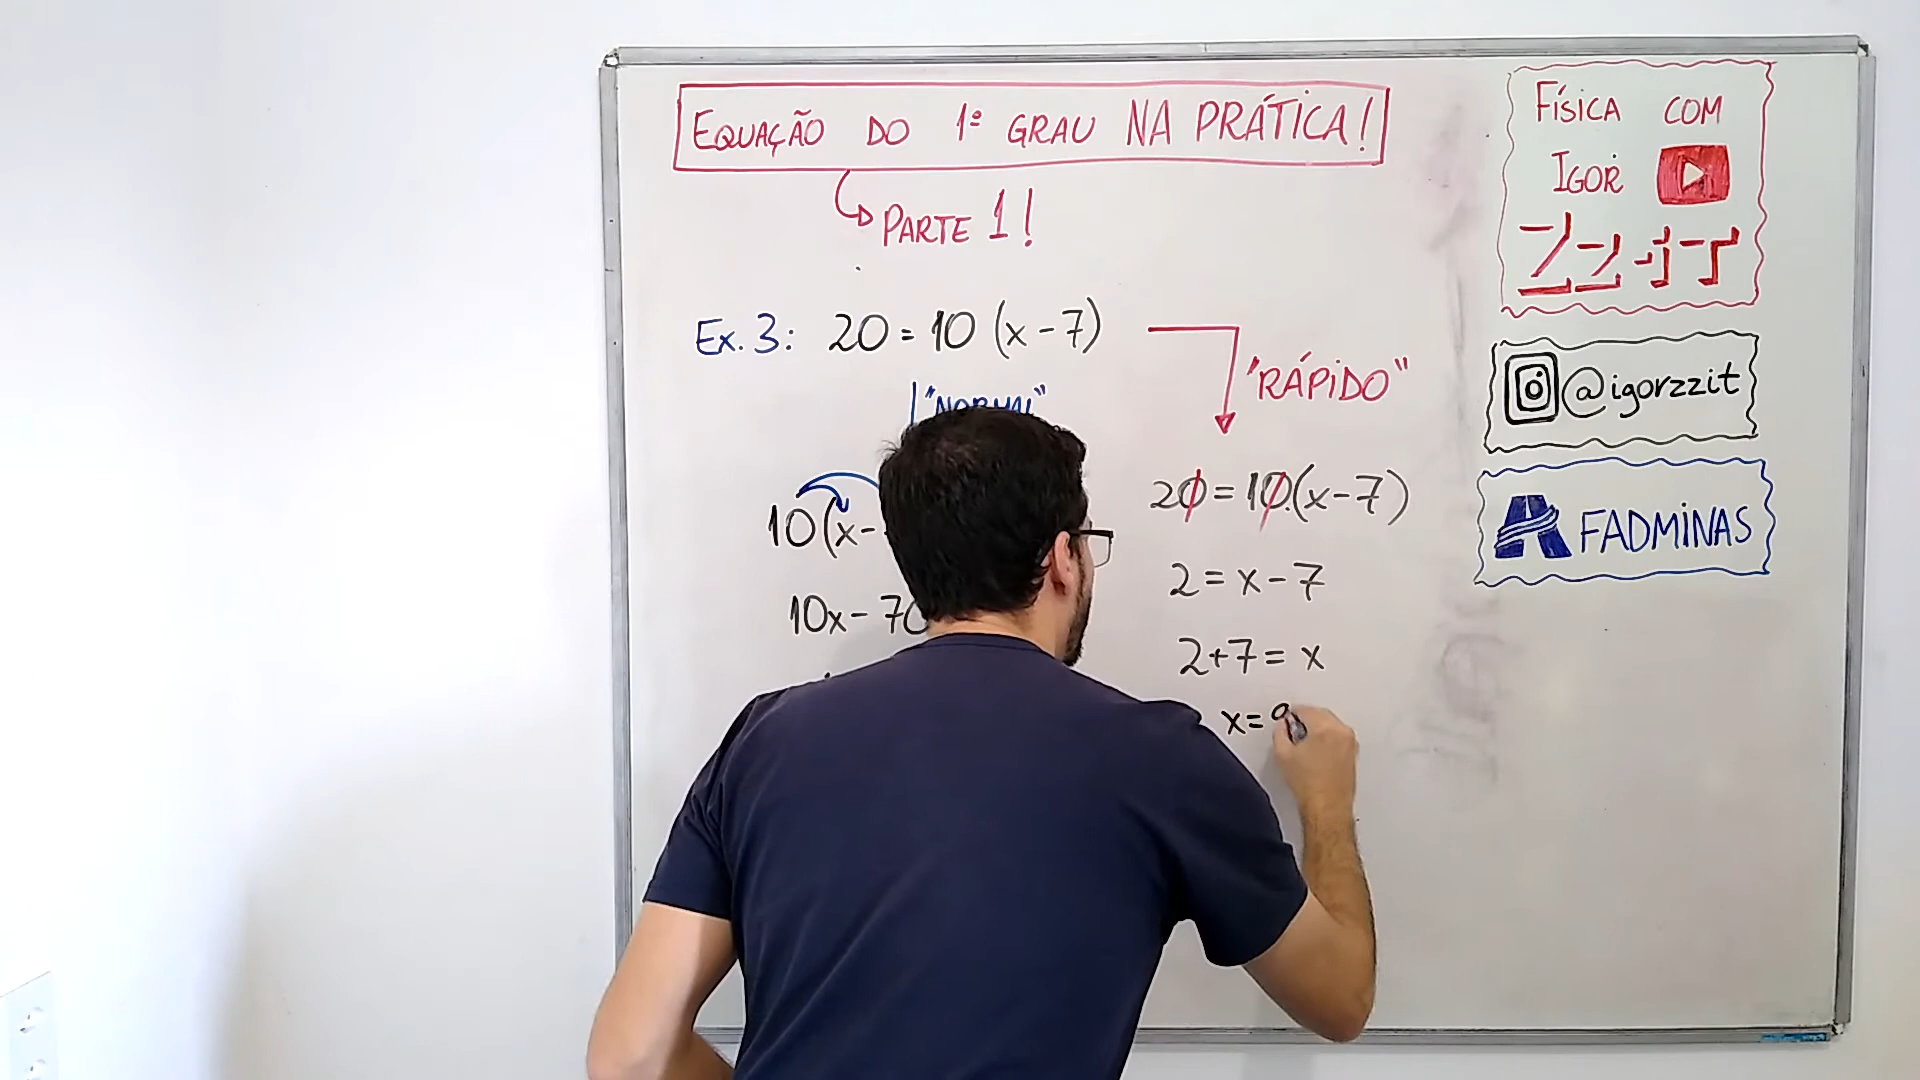 EQUAÇÃO DO 1º GRAU NA PRÁTICA!
PARTE 1!
Ex. 3: 20 = 10 (x - 7)
"NORMAL"
10(x-
10x - 70
"RÁPIDO"
20 = 10.(x-7)
2 = x - 7
2+7 = x
x = 9
FÍSICA COM
IGOR
ZZiT
@igorzzit
FADMINAS